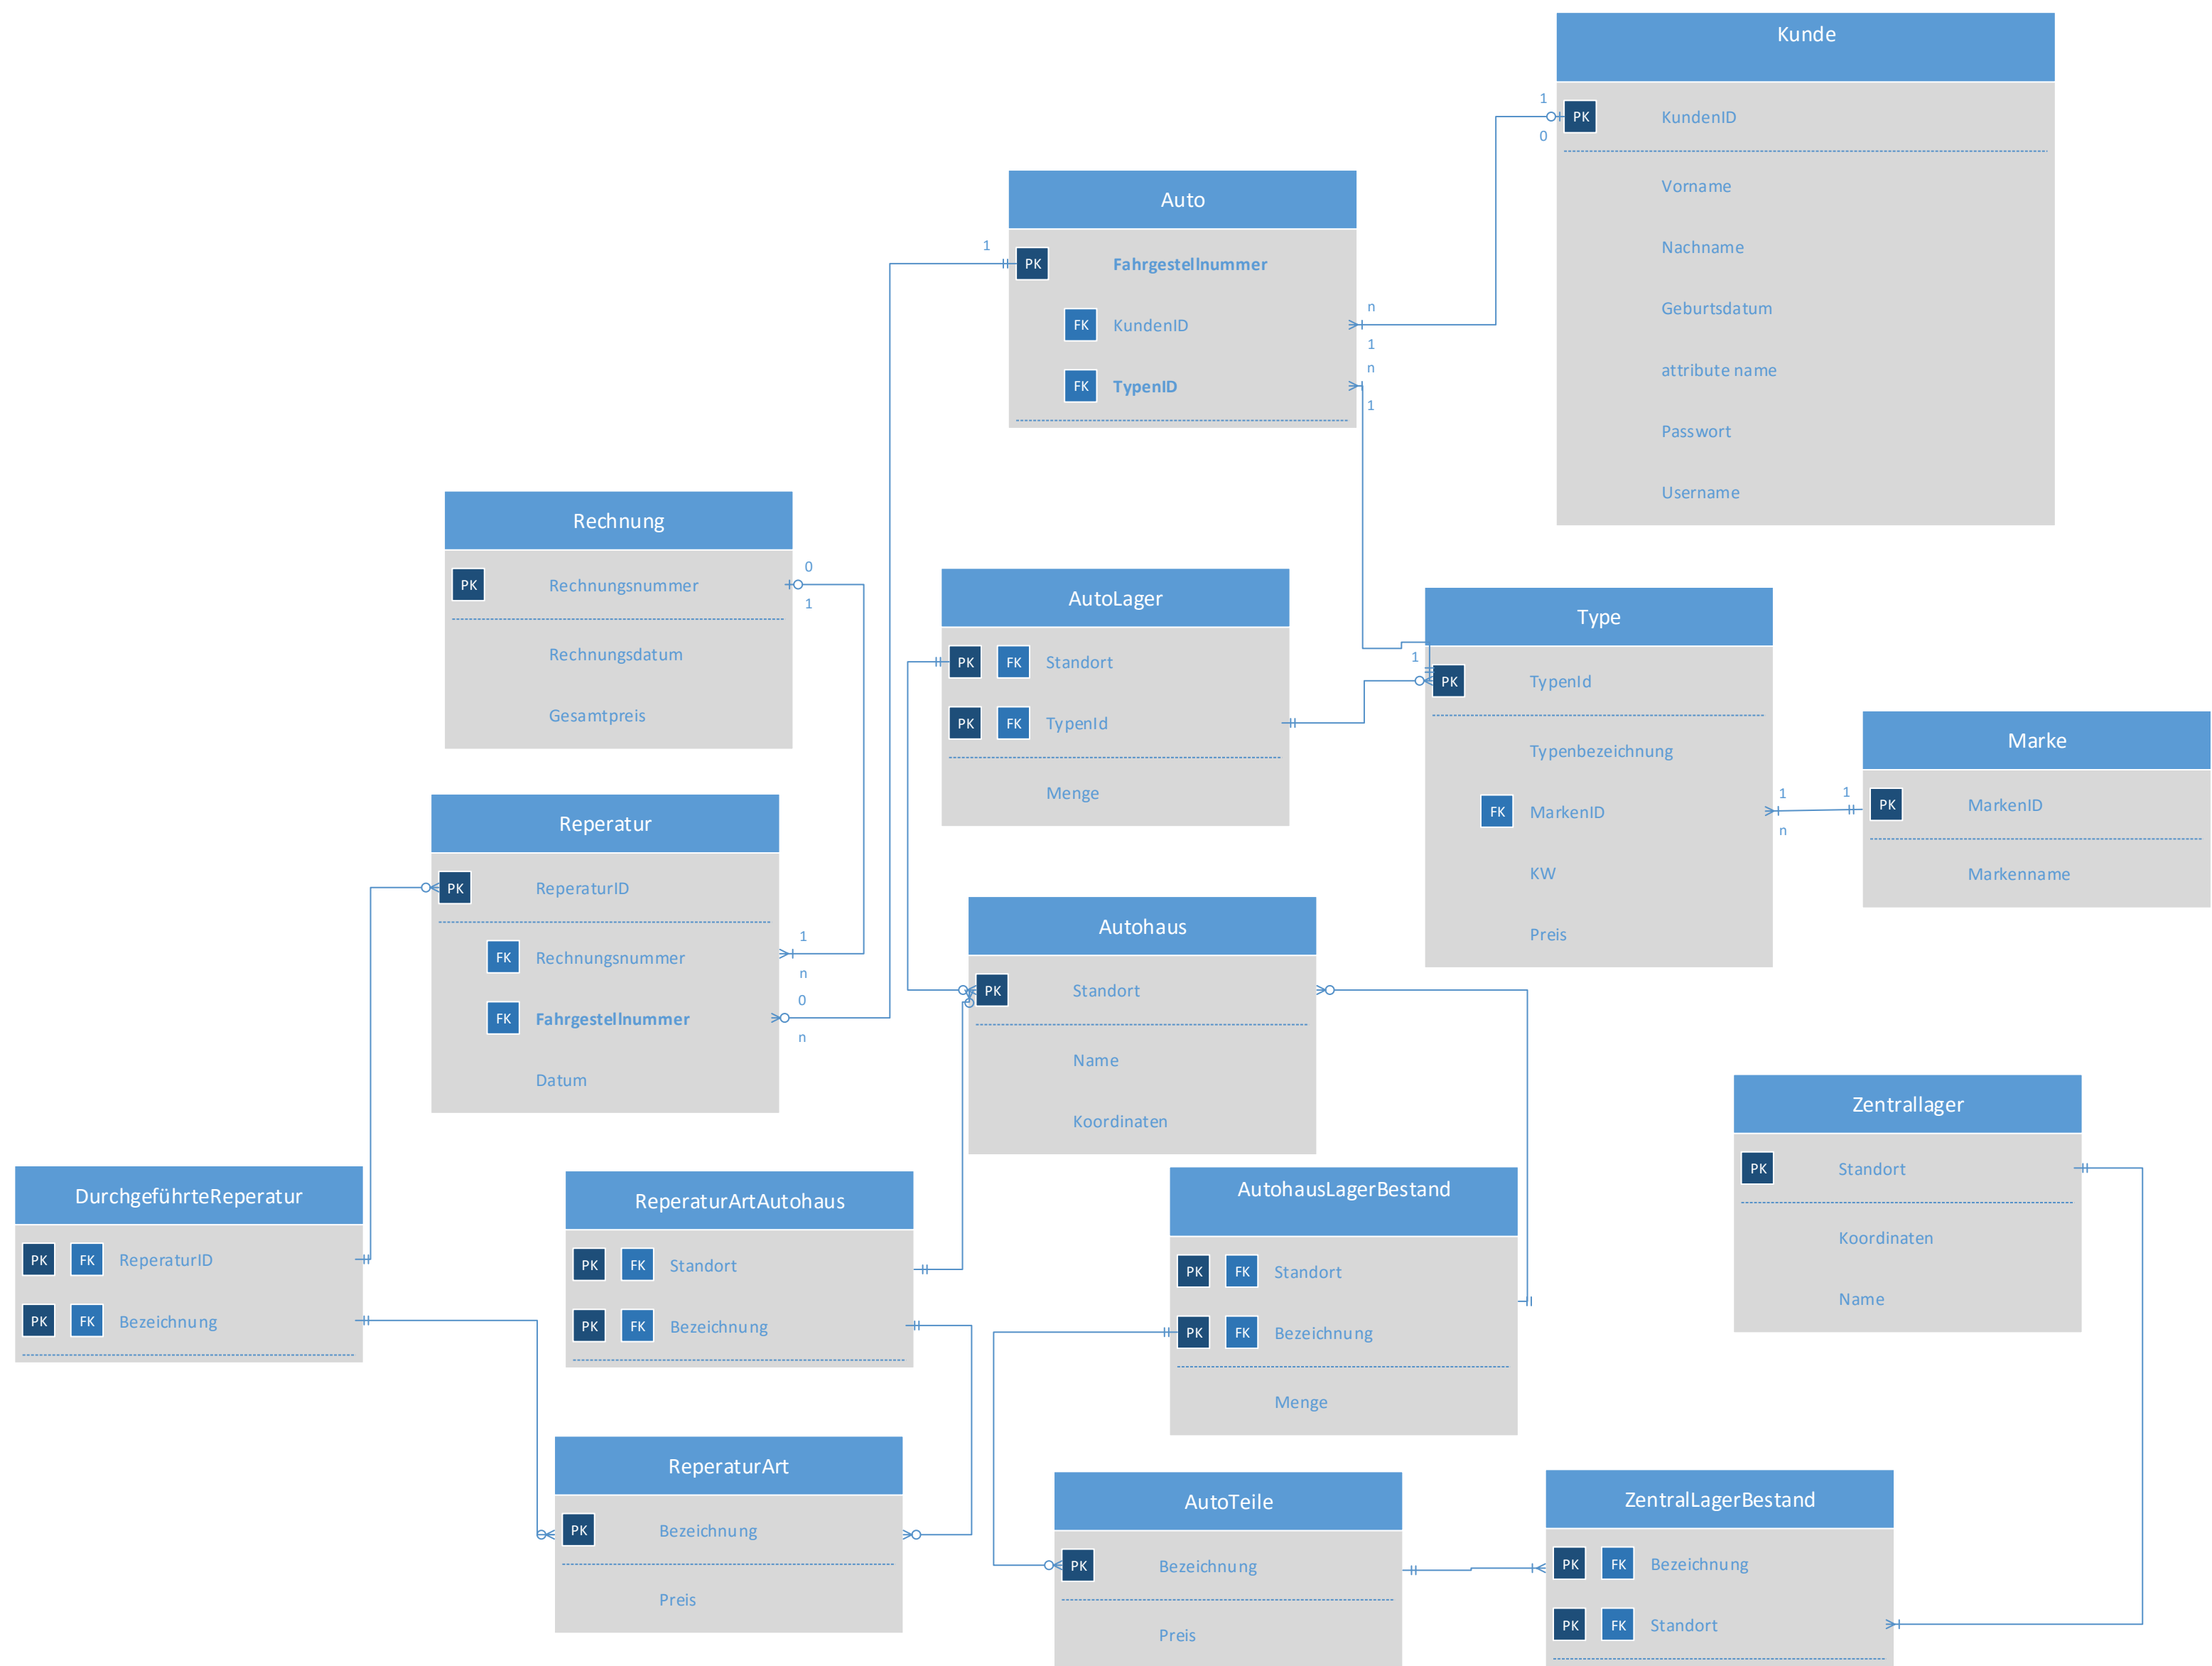 Kunde
1
PK KundenID
0
Vorname
Nachname
Geburtsdatum
attribute name
Passwort
Username
Auto
1
PK Fahrgestellnummer
n
FK KundenID
1
n
FK TypenID
1
Rechnung
0
PK Rechnungsnummer
1
Rechnungsdatum
Gesamtpreis
AutoLager
PK FK Standort
PK FK TypenId
Menge
Type
1
PK TypenId
Typenbezeichnung
FK MarkenID
1
n
KW
Preis
Marke
1
PK MarkenID
Markenname
Reperatur
PK ReperaturID
1
FK Rechnungsnummer
n
0
FK Fahrgestellnummer
n
Datum
Autohaus
PK Standort
Name
Koordinaten
Zentrallager
PK Standort
Koordinaten
Name
DurchgeführteReperatur
PK FK ReperaturID
PK FK Bezeichnung
ReperaturArtAutohaus
PK FK Standort
PK FK Bezeichnung
AutohausLagerBestand
PK FK Standort
PK FK Bezeichnung
Menge
ReperaturArt
PK Bezeichnung
Preis
AutoTeile
PK Bezeichnung
Preis
ZentralLagerBestand
PK FK Bezeichnung
PK FK Standort